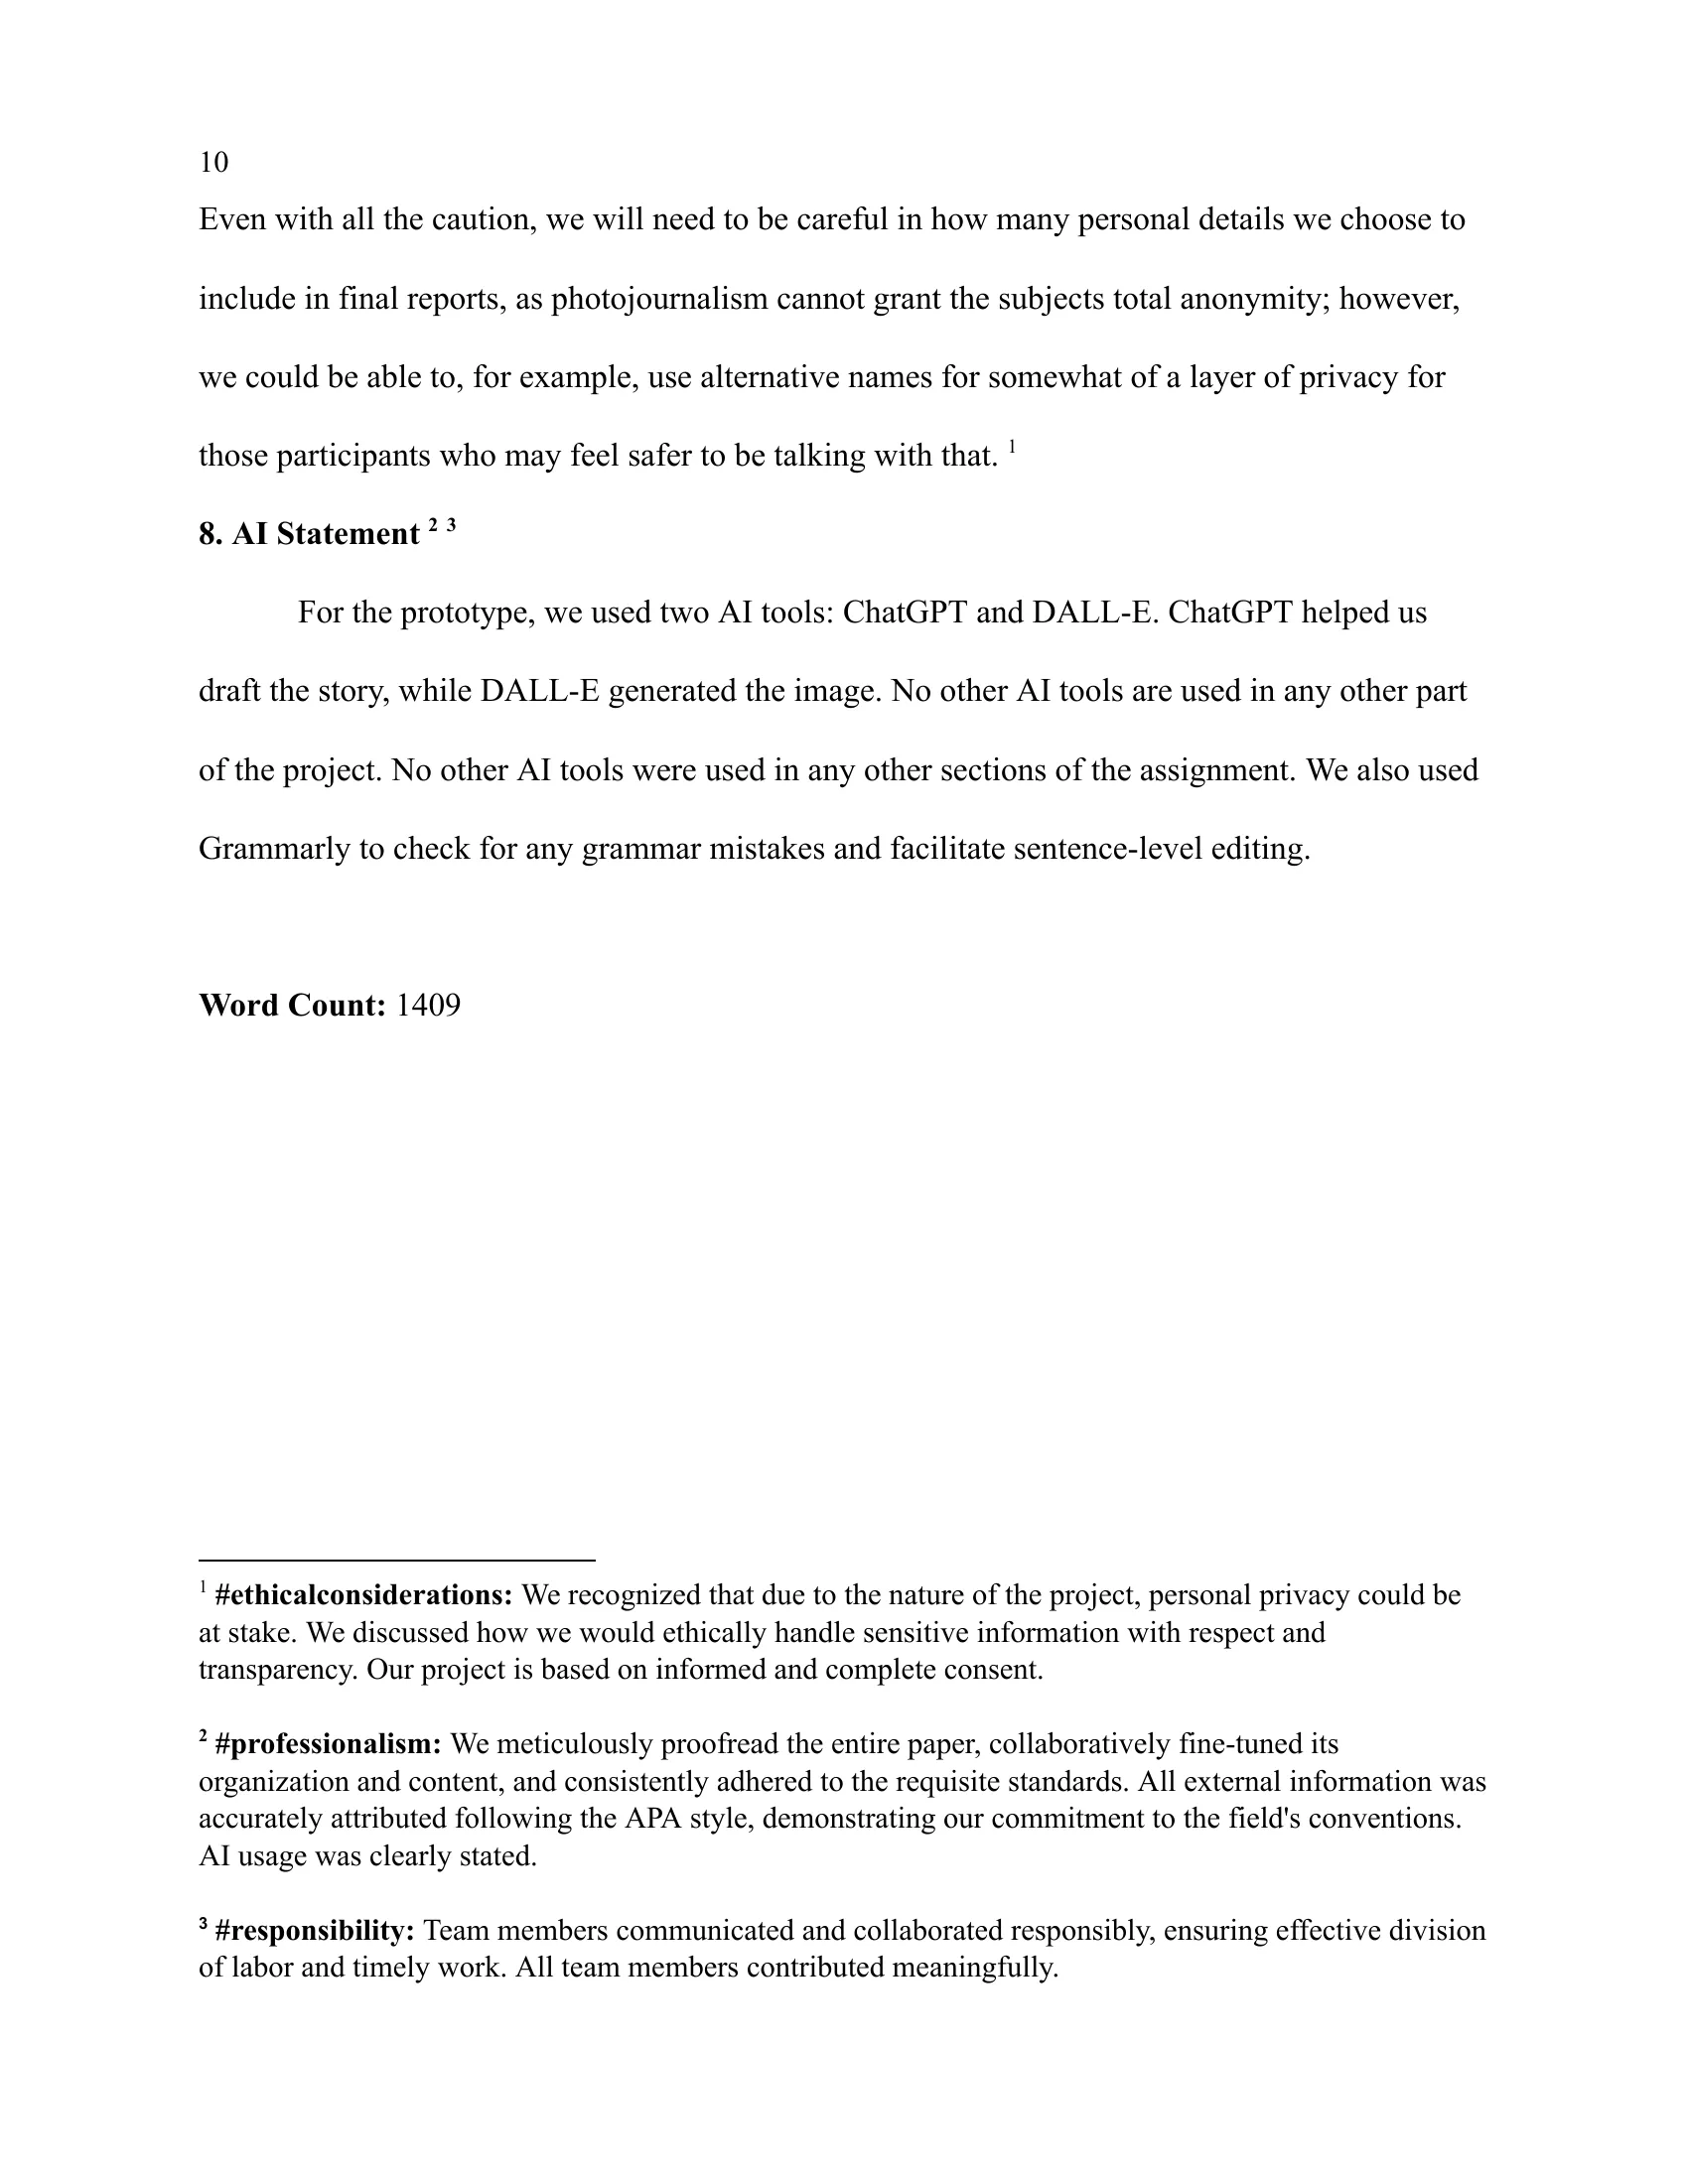 10
Even with all the caution, we will need to be careful in how many personal details we choose to
include in final reports, as photojournalism cannot grant the subjects total anonymity; however,
we could be able to, for example, use alternative names for somewhat of a layer of privacy for
those participants who may feel safer to be talking with that. 1
8. AI Statement 2 3
For the prototype, we used two AI tools: ChatGPT and DALL-E. ChatGPT helped us
draft the story, while DALL-E generated the image. No other AI tools are used in any other part
of the project. No other AI tools were used in any other sections of the assignment. We also used
Grammarly to check for any grammar mistakes and facilitate sentence-level editing.
Word Count: 1409
1 #ethicalconsiderations: We recognized that due to the nature of the project, personal privacy could be
at stake. We discussed how we would ethically handle sensitive information with respect and
transparency. Our project is based on informed and complete consent.
2 #professionalism: We meticulously proofread the entire paper, collaboratively fine-tuned its
organization and content, and consistently adhered to the requisite standards. All external information was
accurately attributed following the APA style, demonstrating our commitment to the field's conventions.
AI usage was clearly stated.
3 #responsibility: Team members communicated and collaborated responsibly, ensuring effective division
of labor and timely work. All team members contributed meaningfully.